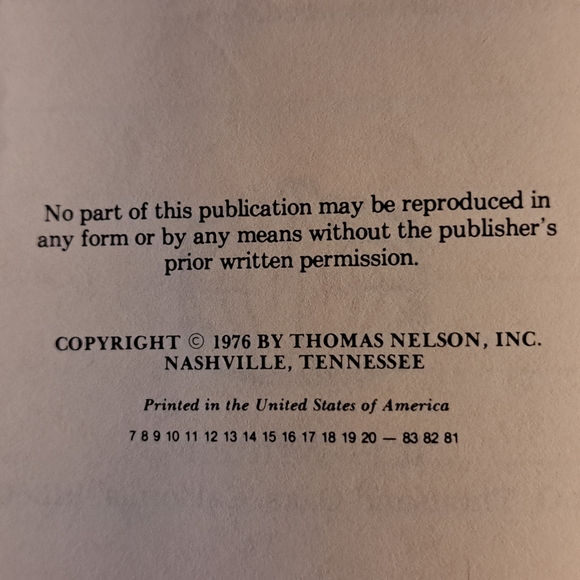 No part of this publication may be reproduced in
any form or by any means without the publisher's
prior written permission.
COPYRIGHT © 1976 BY THOMAS NELSON, INC.
NASHVILLE, TENNESSEE
Printed in the United States of America
7 8 9 10 11 12 13 14 15 16 17 18 19 20 — 83 82 81